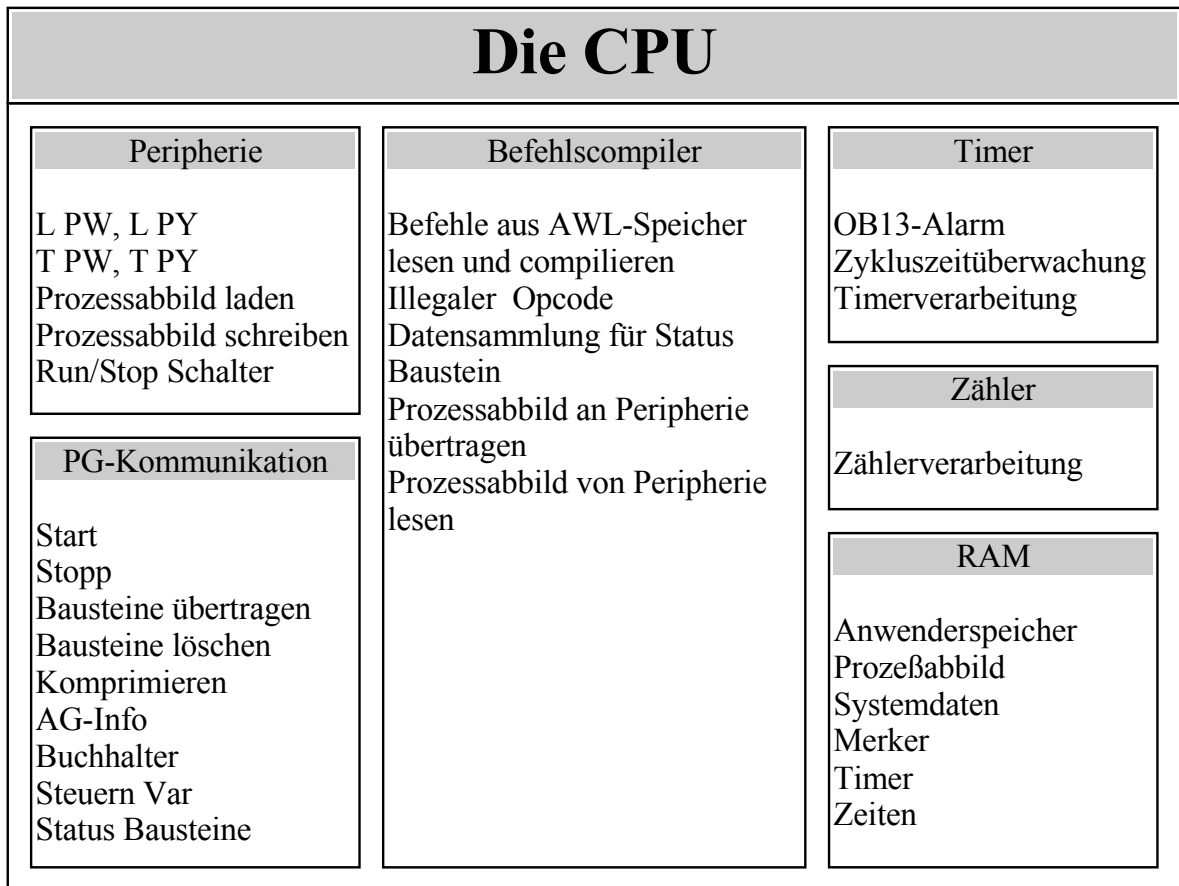 Die CPU
Peripherie
L PW, L PY
T PW, T PY
Prozessabbild laden
Prozessabbild schreiben
Run/Stop Schalter
PG-Kommunikation
Start
Stopp
Bausteine übertragen
Bausteine löschen
Komprimieren
AG-Info
Buchhalter
Steuern Var
Status Bausteine
Befehlscompiler
Befehle aus AWL-Speicher
lesen und compilieren
Illegaler Opcode
Datensammlung für Status
Baustein
Prozessabbild an Peripherie
übertragen
Prozessabbild von Peripherie
lesen
Timer
OB13-Alarm
Zykluszeitüberwachung
Timerverarbeitung
Zähler
Zählerverarbeitung
RAM
Anwenderspeicher
Prozeßabbild
Systemdaten
Merker
Timer
Zeiten